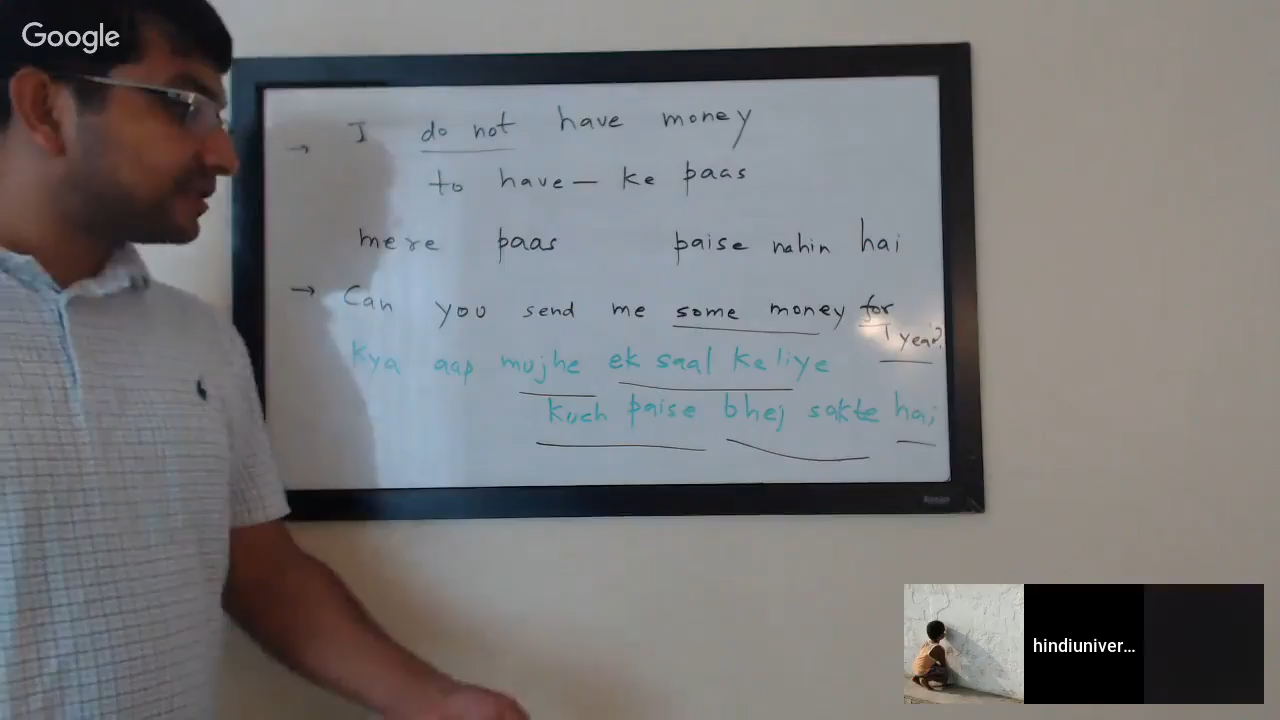 Google
→ I do not have money
to have — ke paas
mere paas paise nahin hai
→ Can you send me some money for
1 year?
Kya aap mujhe ek saal ke liye
kuch paise bhej sakte hai
hindiuniver...